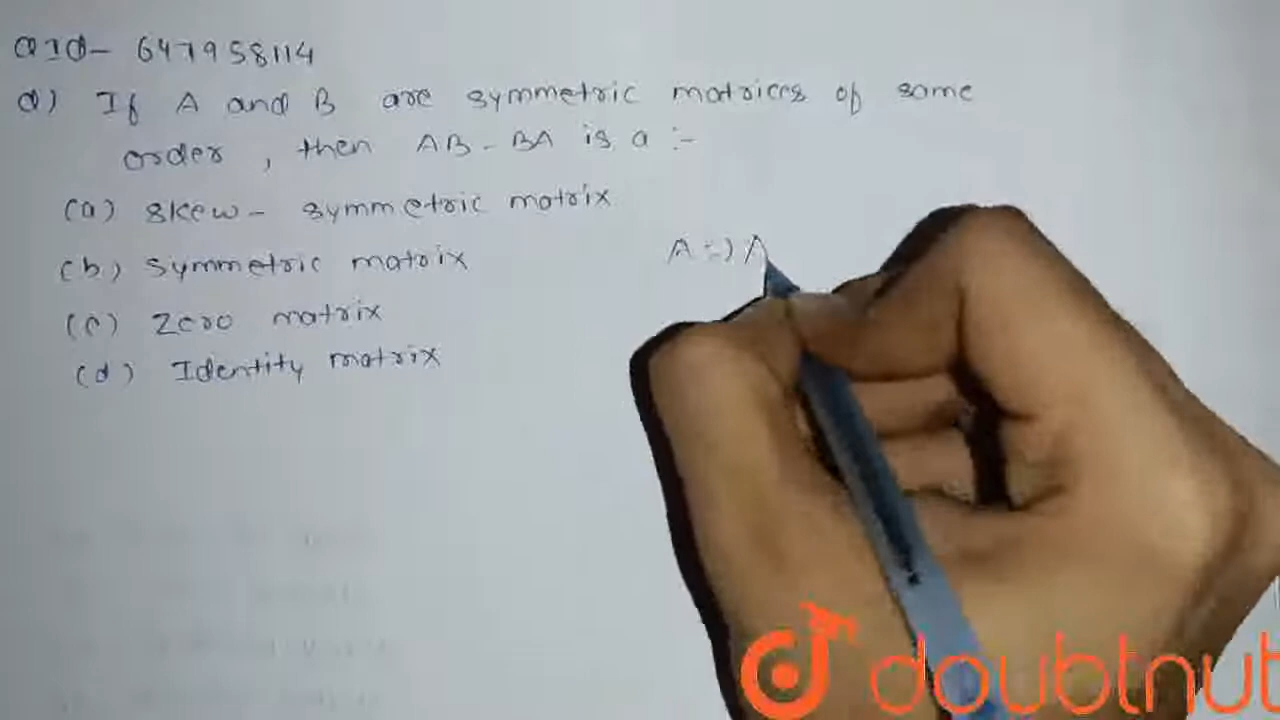 QId- 647958114
Q) If A and B are symmetric matrices of same
order, then AB-BA is a :-
(a) skew- symmetric matrix
(b) symmetric matrix
(c) Zero matrix
(d) Identity matrix
A => A
doubtnut